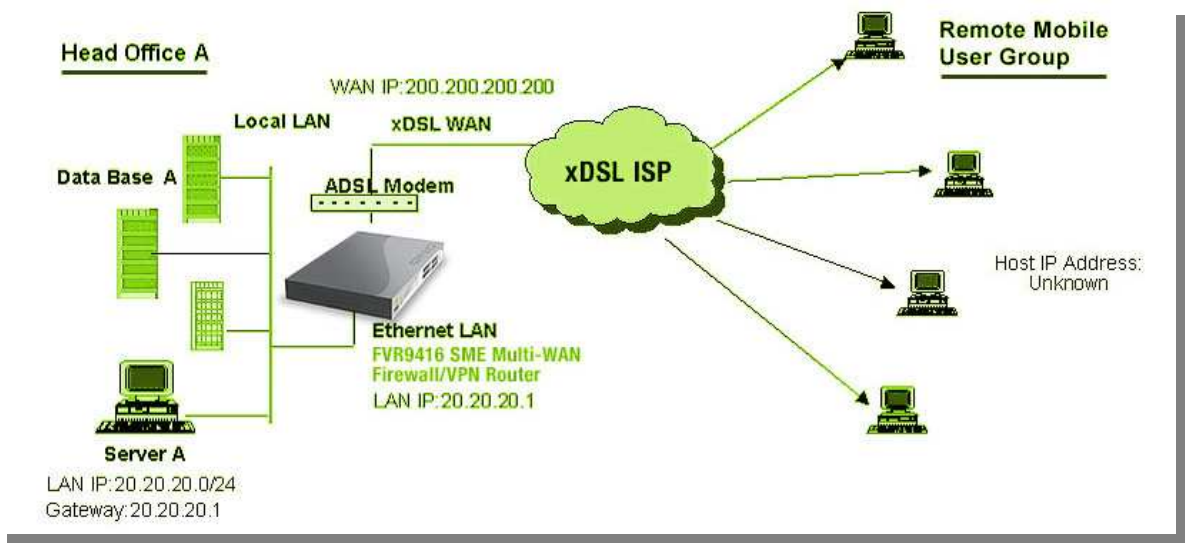 Head Office A
Remote Mobile
User Group
WAN IP:200.200.200.200
Local LAN
xDSL WAN
xDSL ISP
Data Base A
ADSL Modem
Host IP Address:
Unknown
Ethernet LAN
FVR9416 SME Multi-WAN
Firewall/VPN Router
LAN IP:20.20.20.1
Server A
LAN IP:20.20.20.0/24
Gateway:20.20.20.1